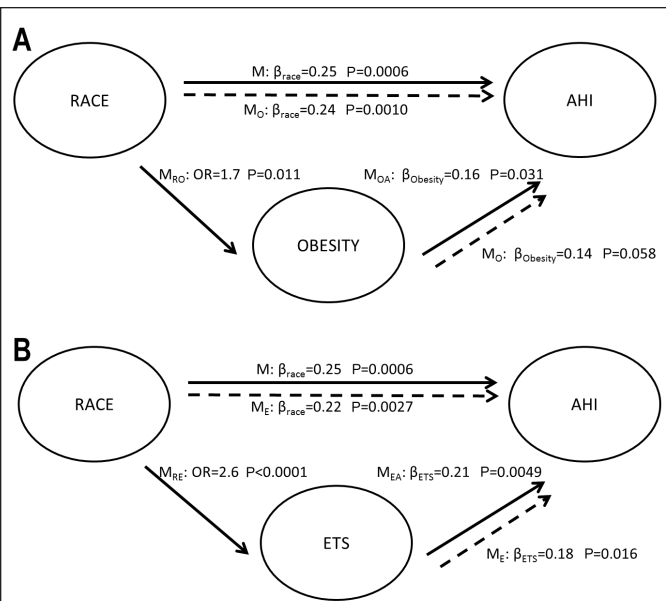 A
M: βrace=0.25 P=0.0006
RACE
AHI
MO: βrace=0.24 P=0.0010
MRO: OR=1.7 P=0.011
MOA: βObesity=0.16 P=0.031
OBESITY
MO: βObesity=0.14 P=0.058
B
M: βrace=0.25 P=0.0006
RACE
AHI
ME: βrace=0.22 P=0.0027
MRE: OR=2.6 P<0.0001
MEA: βETS=0.21 P=0.0049
ETS
ME: βETS=0.18 P=0.016